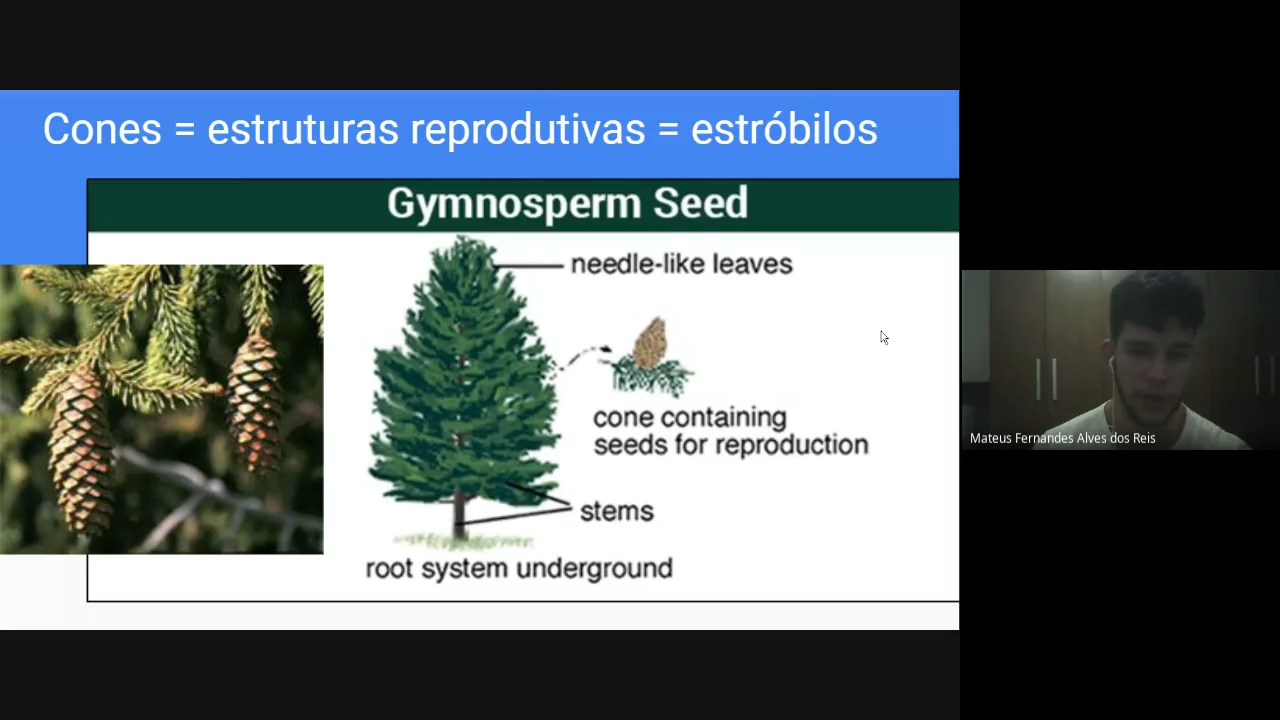 Cones = estruturas reprodutivas = estróbilos
Gymnosperm Seed
needle-like leaves
cone containing
seeds for reproduction
stems
root system underground
Mateus Fernandes Alves dos Reis